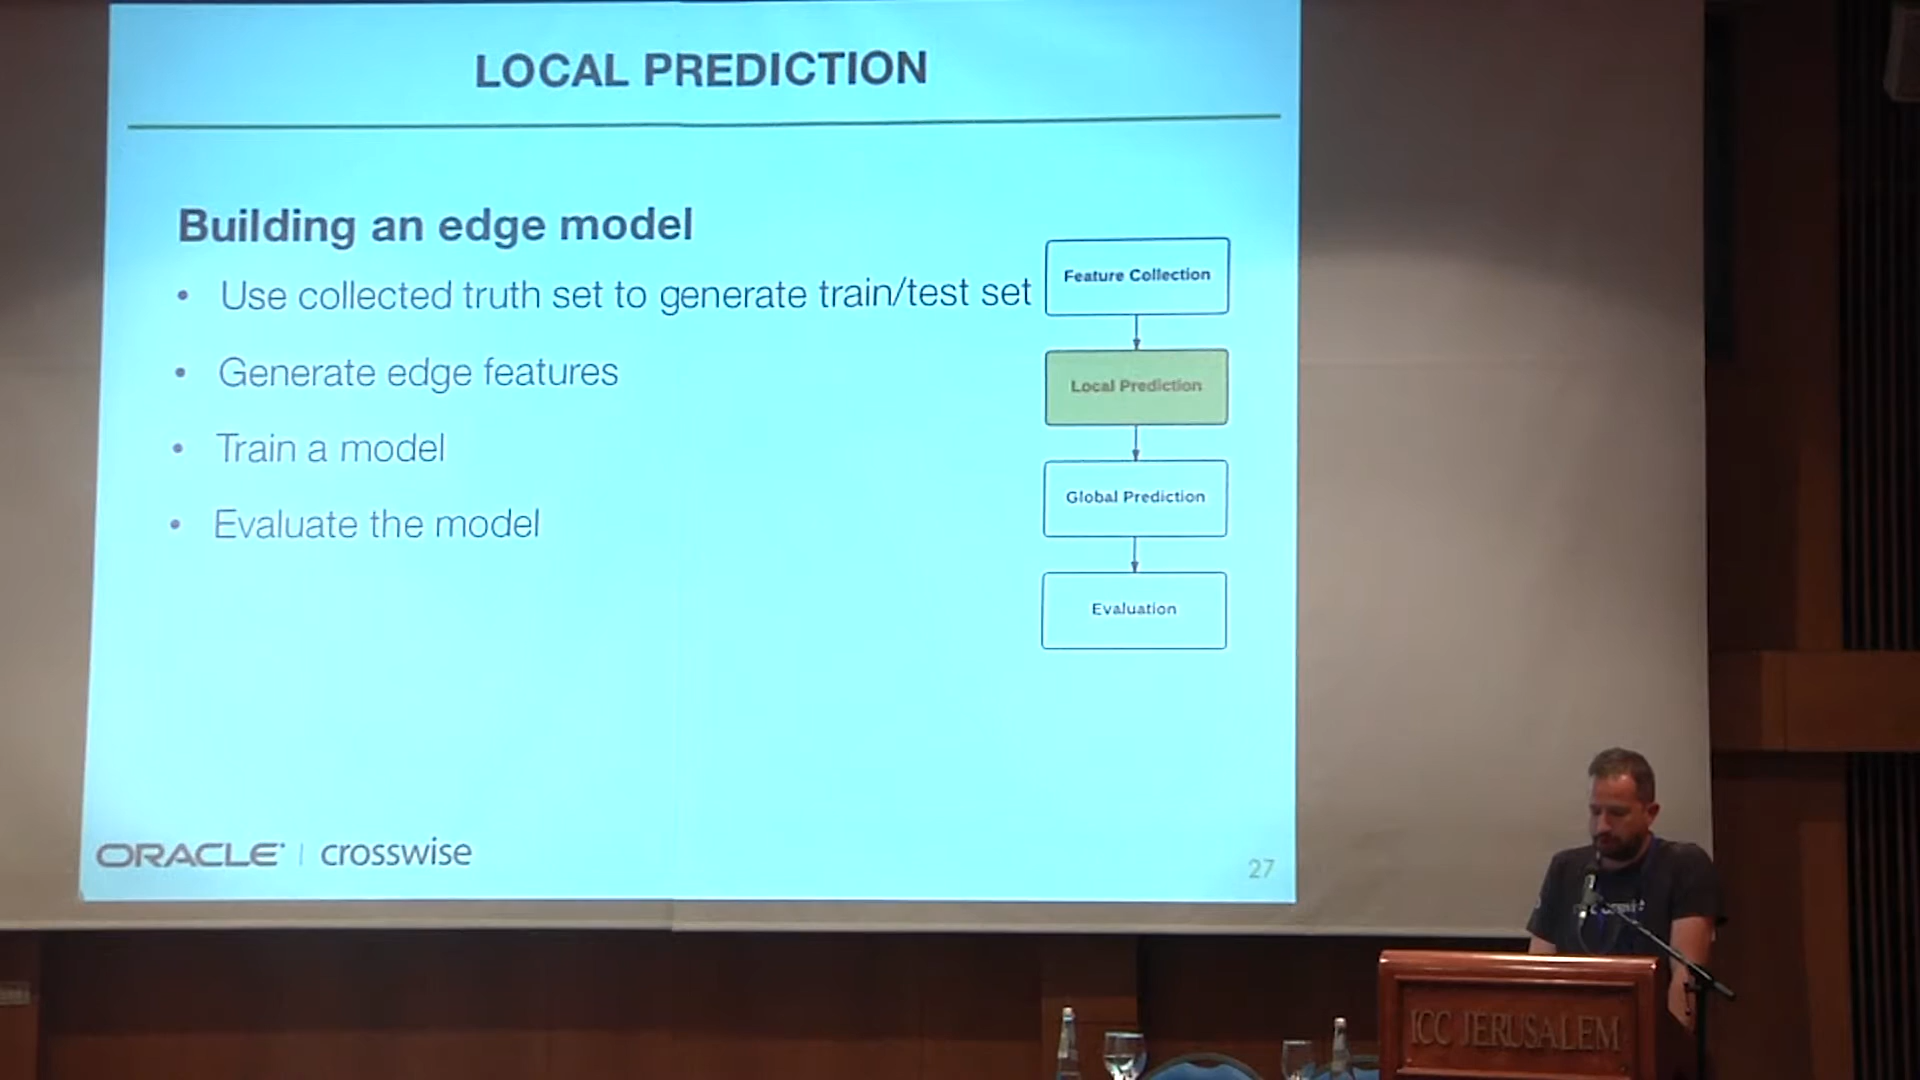 LOCAL PREDICTION
Building an edge model
• Use collected truth set to generate train/test set
• Generate edge features
• Train a model
• Evaluate the model
Feature Collection
Local Prediction
Global Prediction
Evaluation
ORACLE | crosswise
27
ICC JERUSALEM